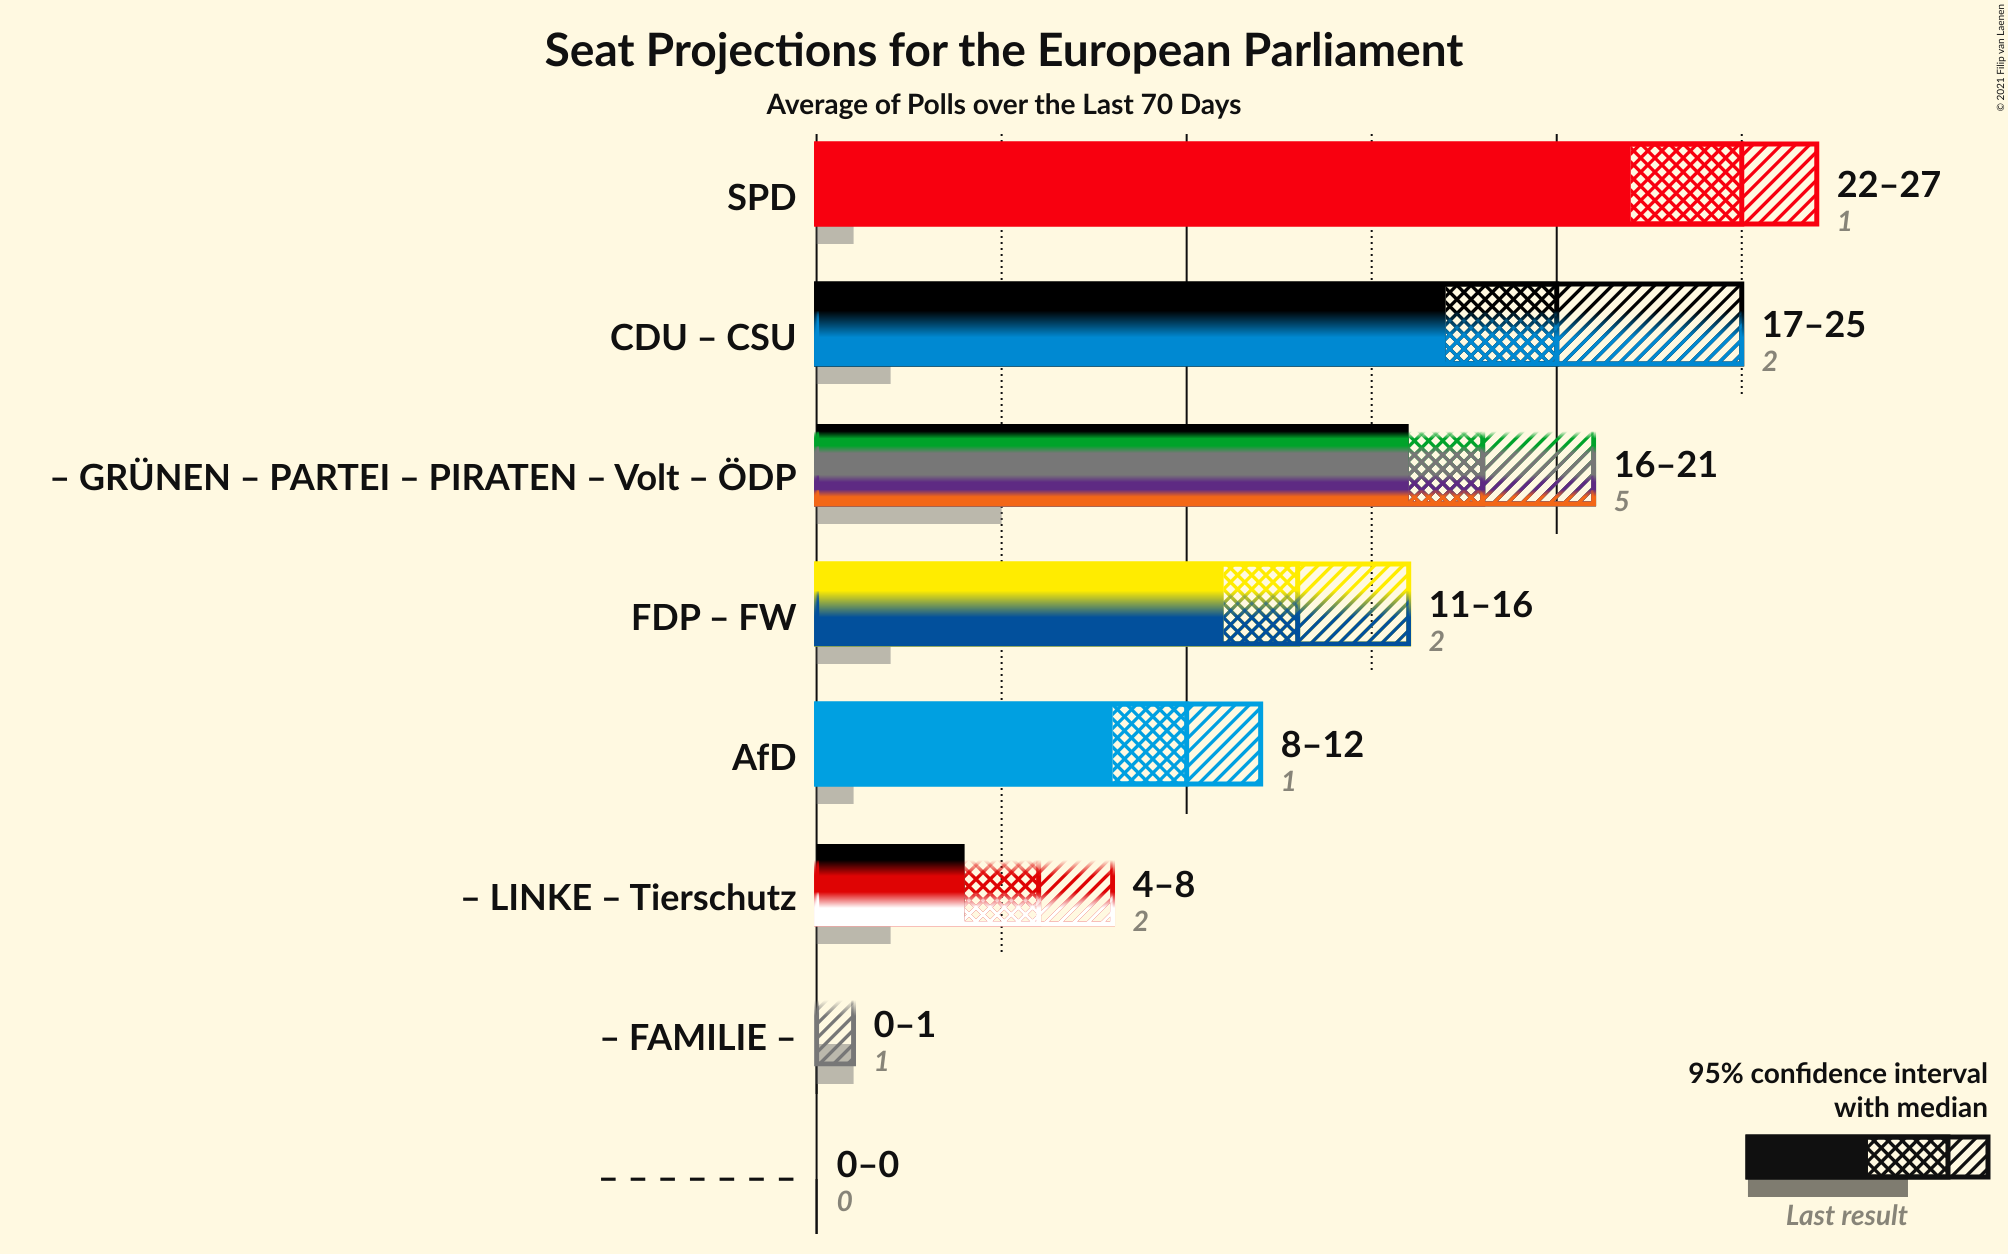 Seat Projections for the European Parliament
Average of Polls over the Last 70 Days
© 2021 Filip van Laenen
SPD
22–27
1
CDU – CSU
17–25
2
– GRÜNEN – PARTEI – PIRATEN – Volt – ÖDP
16–21
5
FDP – FW
11–16
2
AfD
8–12
1
– LINKE – Tierschutz
4–8
2
– FAMILIE –
0–1
1
– – – – – – –
0–0
0
95% confidence interval
with median
Last result